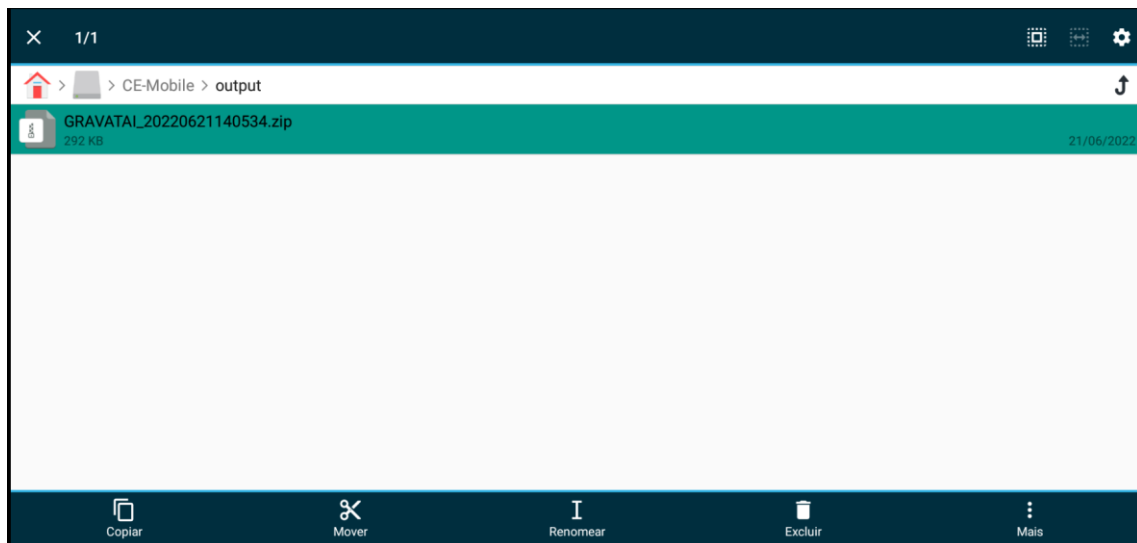 1/1
CE-Mobile > output
GRAVATAI_20220621140534.zip
292 KB 21/06/2022
Copiar Mover Renomear Excluir Mais